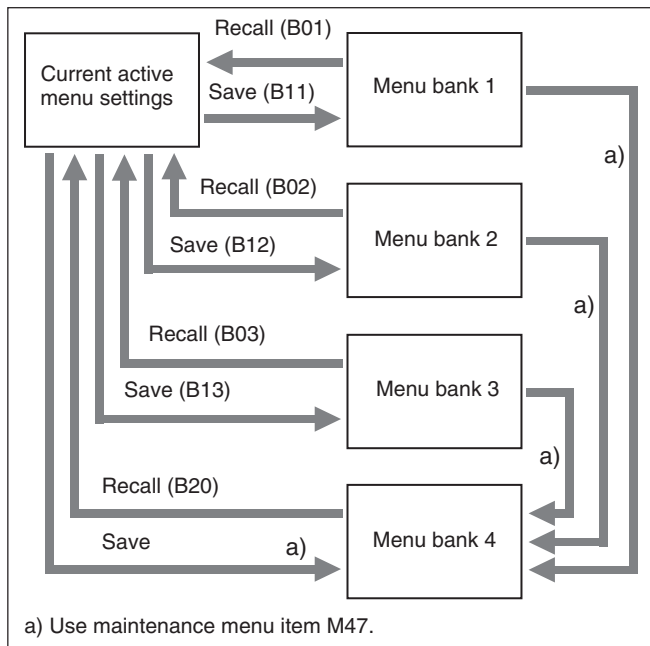 Recall (B01)
Current active
menu settings
Menu bank 1
Save (B11)
a)
Recall (B02)
Menu bank 2
Save (B12)
a)
Recall (B03)
Menu bank 3
Save (B13)
a)
Recall (B20)
Menu bank 4
Save
a)
a) Use maintenance menu item M47.